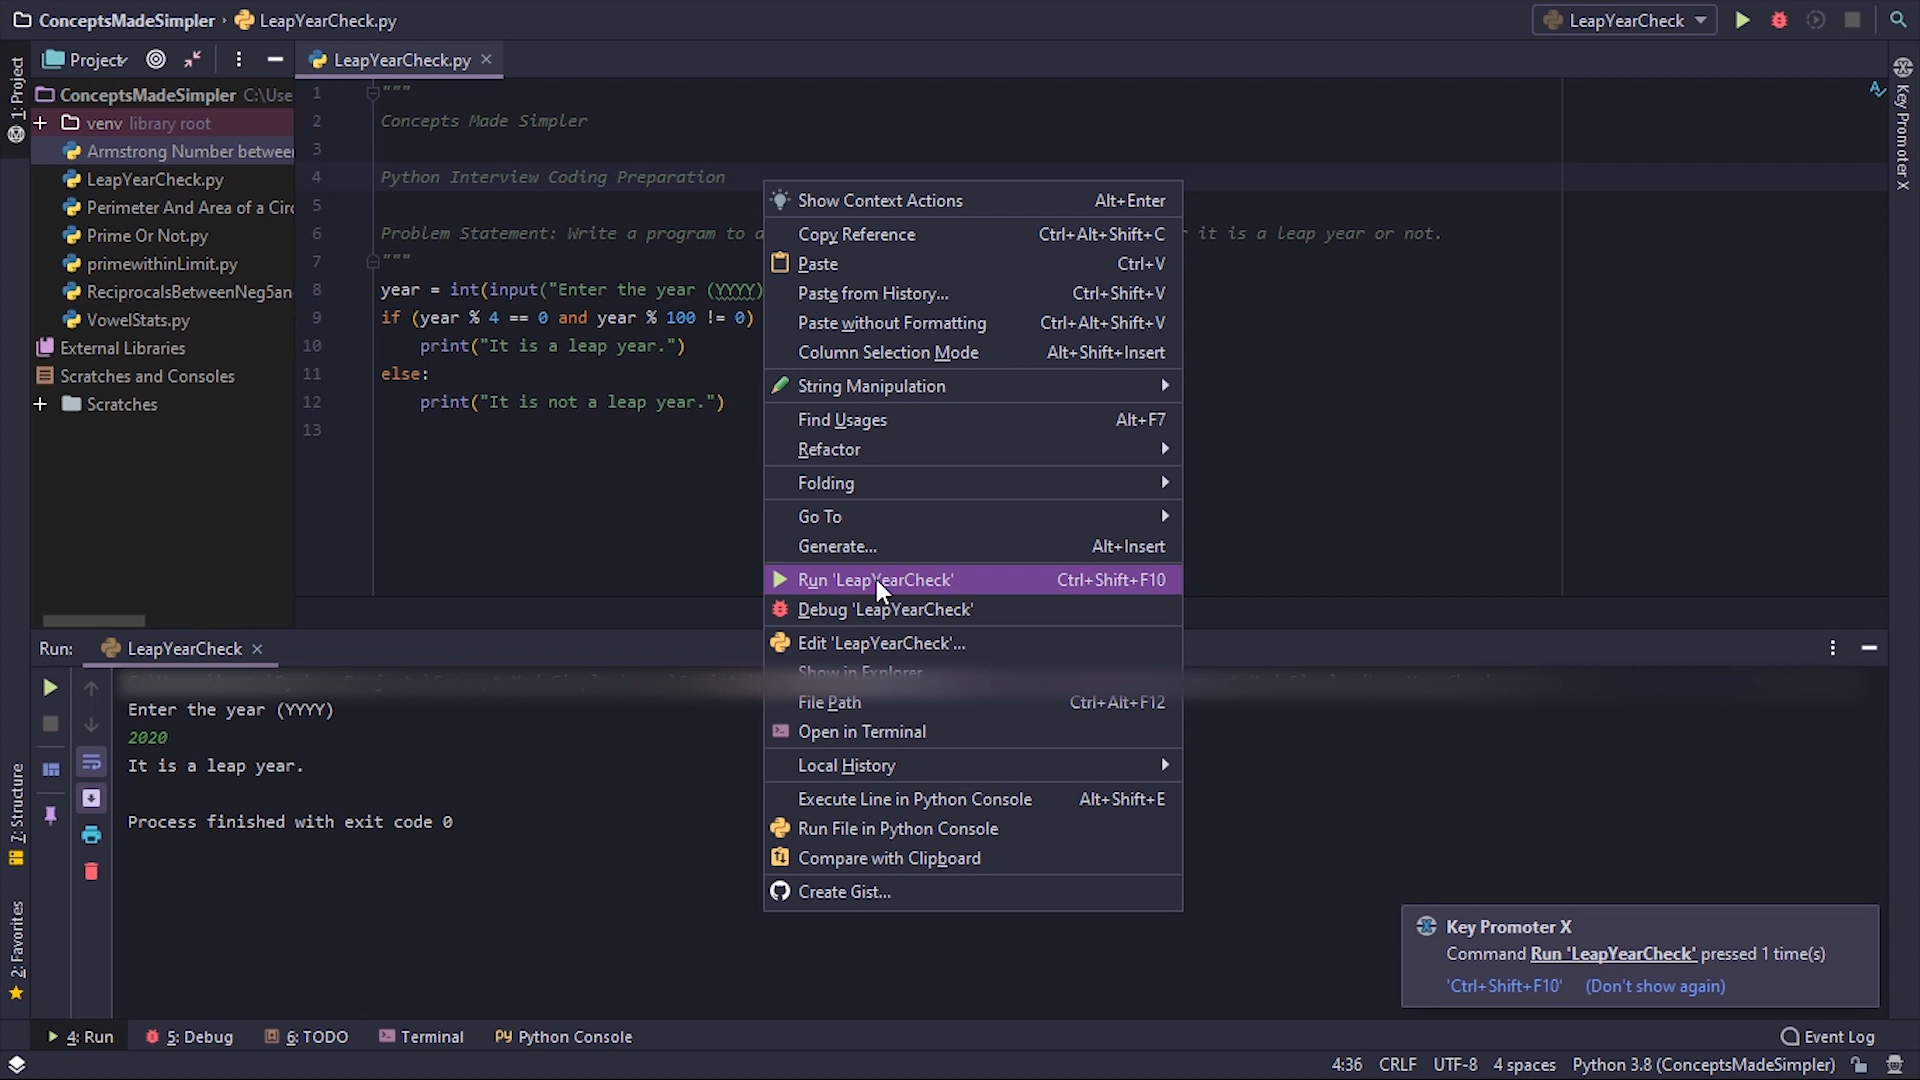 ConceptsMadeSimpler › LeapYearCheck.py
LeapYearCheck
1: Project
Project
LeapYearCheck.py
Key Promoter X
ConceptsMadeSimpler C:\Use
venv library root
Armstrong Number between
LeapYearCheck.py
Perimeter And Area of a Circ
Prime Or Not.py
primewithinLimit.py
ReciprocalsBetweenNeg5an
VowelStats.py
External Libraries
Scratches and Consoles
Scratches
1 """
2 Concepts Made Simpler
3
4 Python Interview Coding Preparation
5
6 Problem Statement: Write a program to a
r it is a leap year or not.
7 """
8 year = int(input("Enter the year (YYYY)
9 if (year % 4 == 0 and year % 100 != 0)
10 print("It is a leap year.")
11 else:
12 print("It is not a leap year.")
13
Show Context Actions Alt+Enter
Copy Reference Ctrl+Alt+Shift+C
Paste Ctrl+V
Paste from History... Ctrl+Shift+V
Paste without Formatting Ctrl+Alt+Shift+V
Column Selection Mode Alt+Shift+Insert
String Manipulation
Find Usages Alt+F7
Refactor
Folding
Go To
Generate... Alt+Insert
Run 'LeapYearCheck' Ctrl+Shift+F10
Debug 'LeapYearCheck'
Edit 'LeapYearCheck'...
Show in Explorer
File Path Ctrl+Alt+F12
Open in Terminal
Local History
Execute Line in Python Console Alt+Shift+E
Run File in Python Console
Compare with Clipboard
Create Gist...
Run: LeapYearCheck
Enter the year (YYYY)
2020
It is a leap year.
Process finished with exit code 0
7: Structure
2: Favorites
Key Promoter X
Command Run 'LeapYearCheck' pressed 1 time(s)
'Ctrl+Shift+F10' (Don't show again)
4: Run 5: Debug 6: TODO Terminal Python Console
Event Log
4:36 CRLF UTF-8 4 spaces Python 3.8 (ConceptsMadeSimpler)